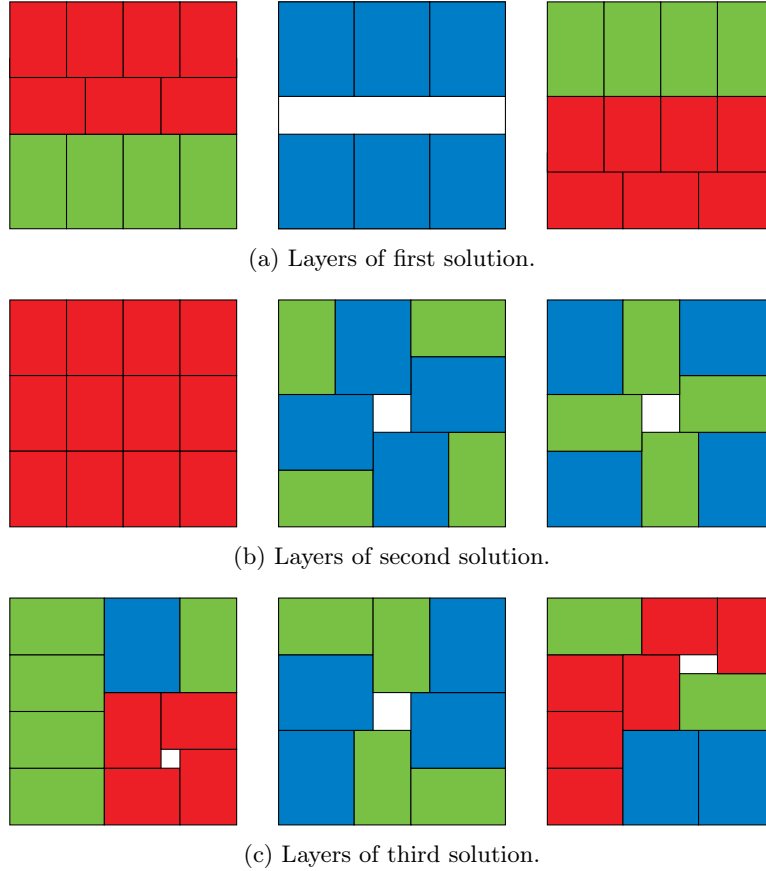 (a) Layers of first solution.
(b) Layers of second solution.
(c) Layers of third solution.